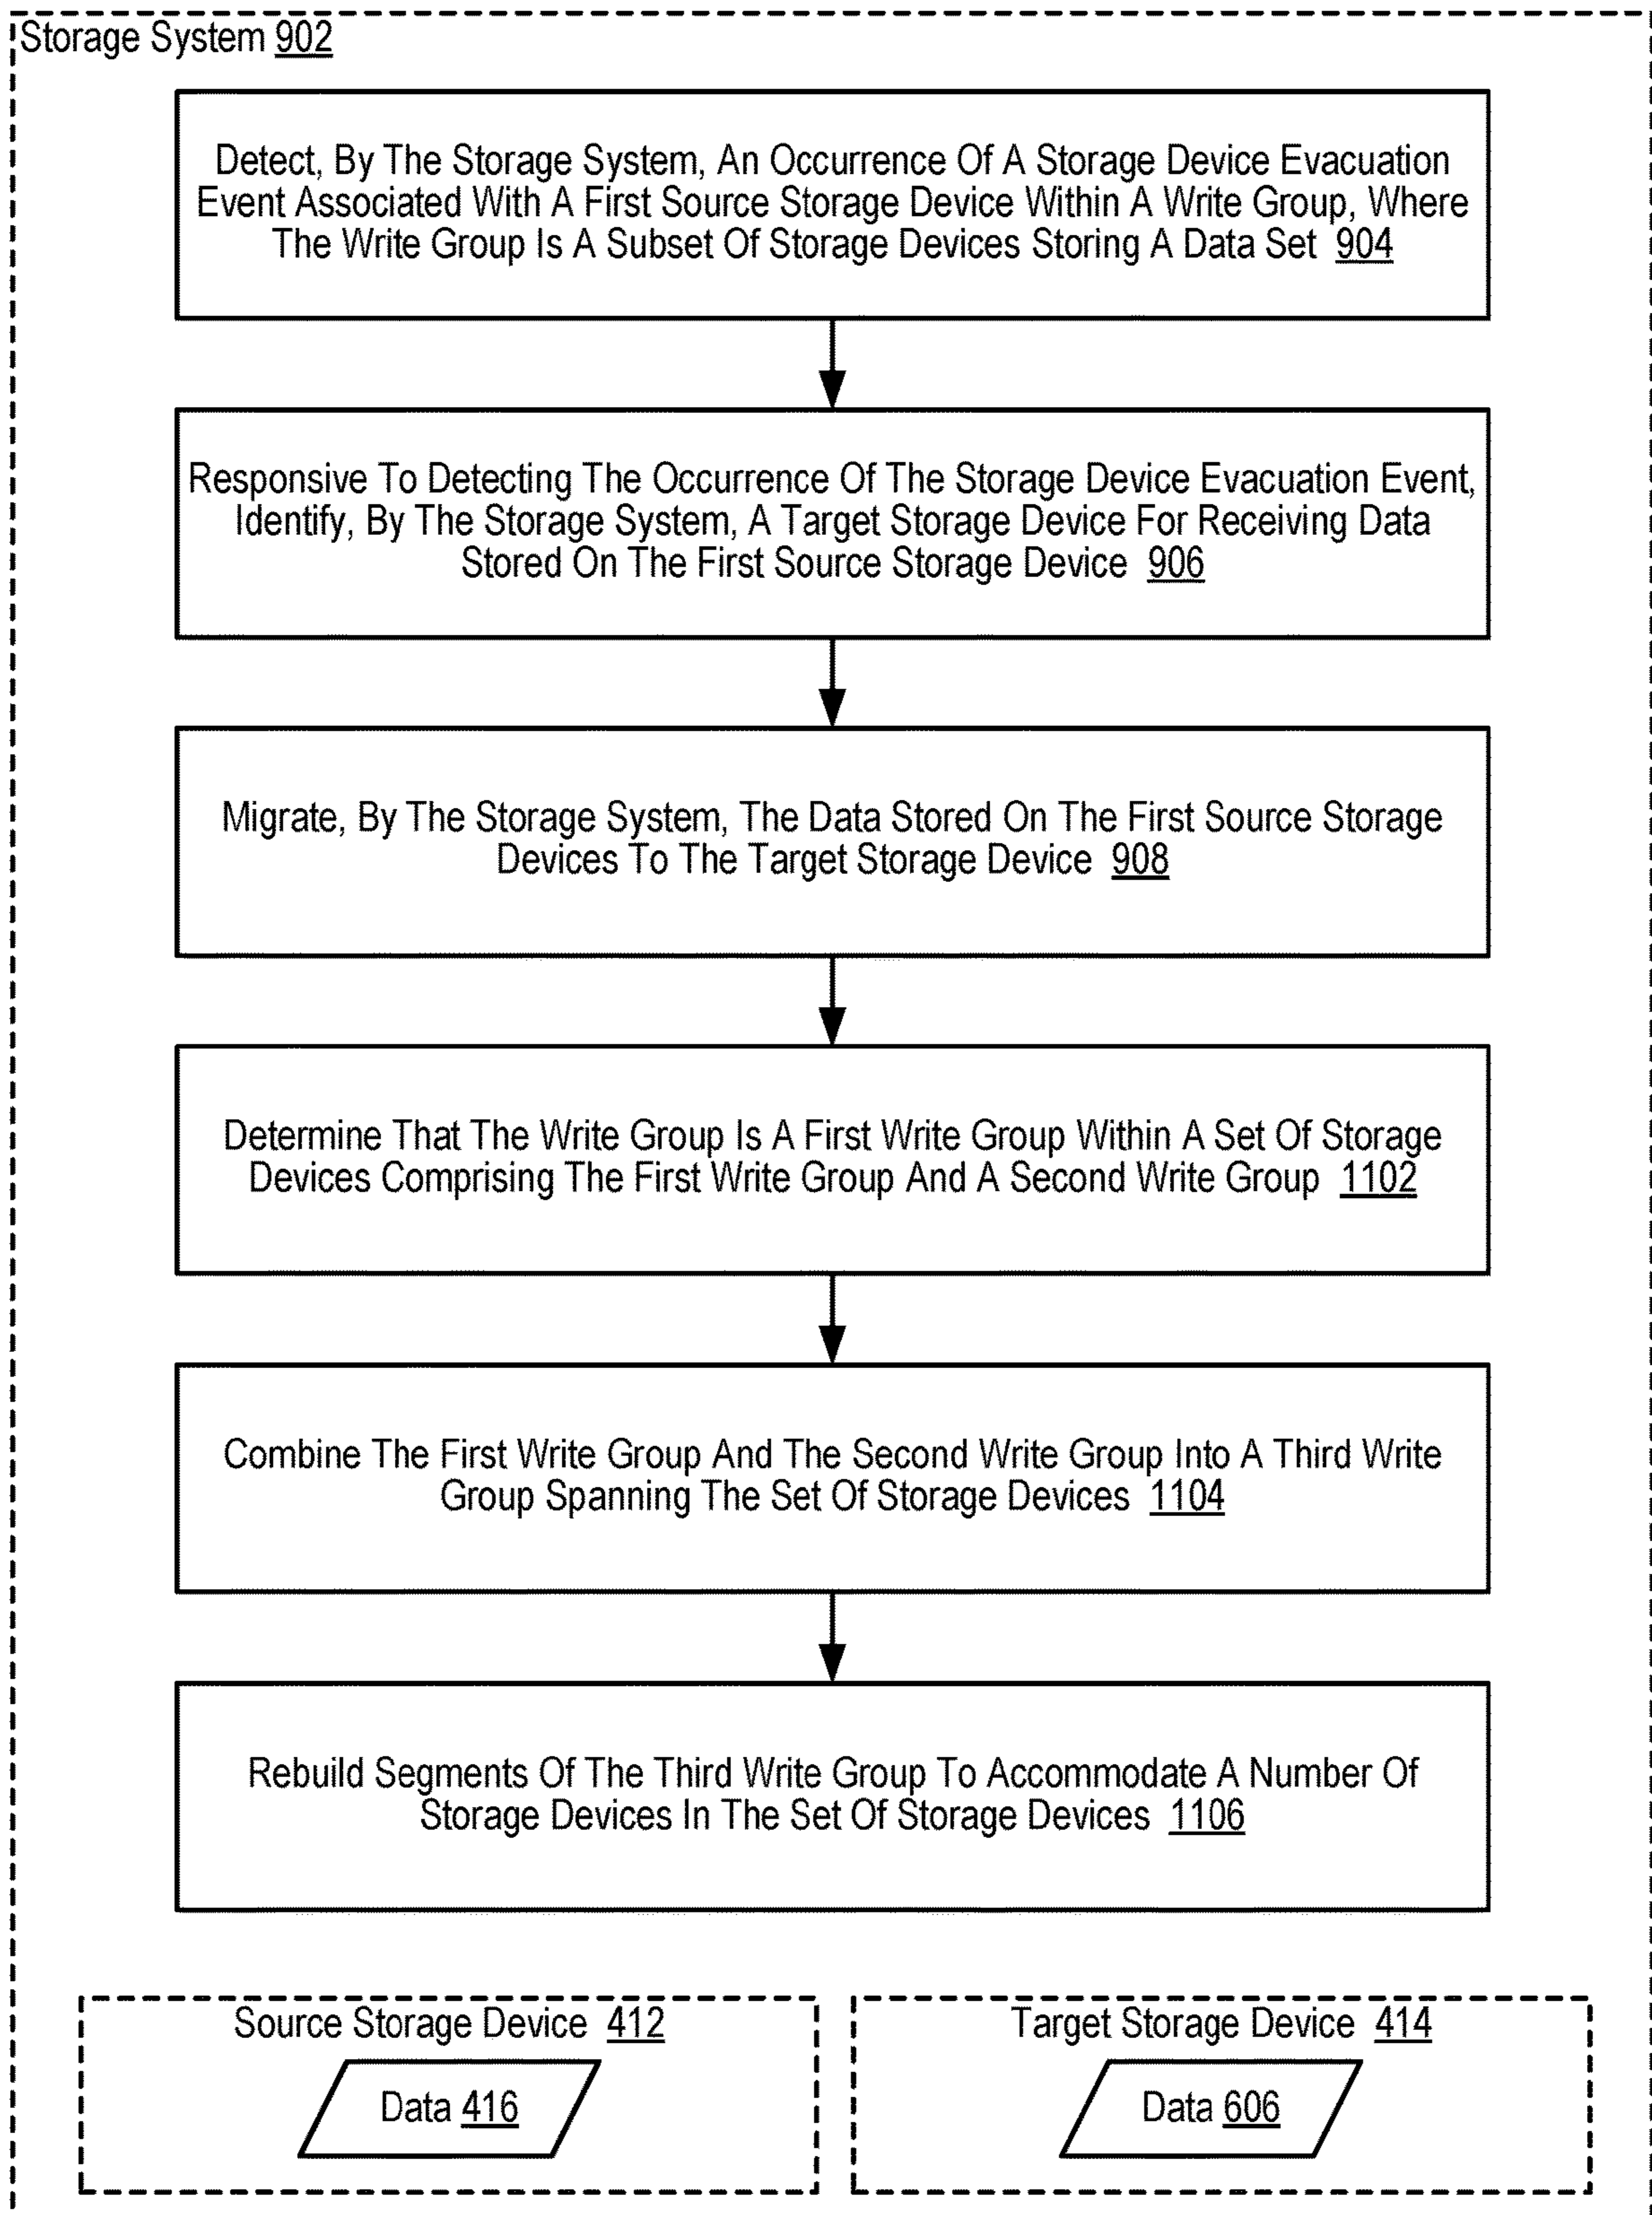 Storage System 902
Detect, By The Storage System, An Occurrence Of A Storage Device Evacuation
Event Associated With A First Source Storage Device Within A Write Group, Where
The Write Group Is A Subset Of Storage Devices Storing A Data Set 904
Responsive To Detecting The Occurrence Of The Storage Device Evacuation Event,
Identify, By The Storage System, A Target Storage Device For Receiving Data
Stored On The First Source Storage Device 906
Migrate, By The Storage System, The Data Stored On The First Source Storage
Devices To The Target Storage Device 908
Determine That The Write Group Is A First Write Group Within A Set Of Storage
Devices Comprising The First Write Group And A Second Write Group 1102
Combine The First Write Group And The Second Write Group Into A Third Write
Group Spanning The Set Of Storage Devices 1104
Rebuild Segments Of The Third Write Group To Accommodate A Number Of
Storage Devices In The Set Of Storage Devices 1106
Source Storage Device 412
Data 416
Target Storage Device 414
Data 606